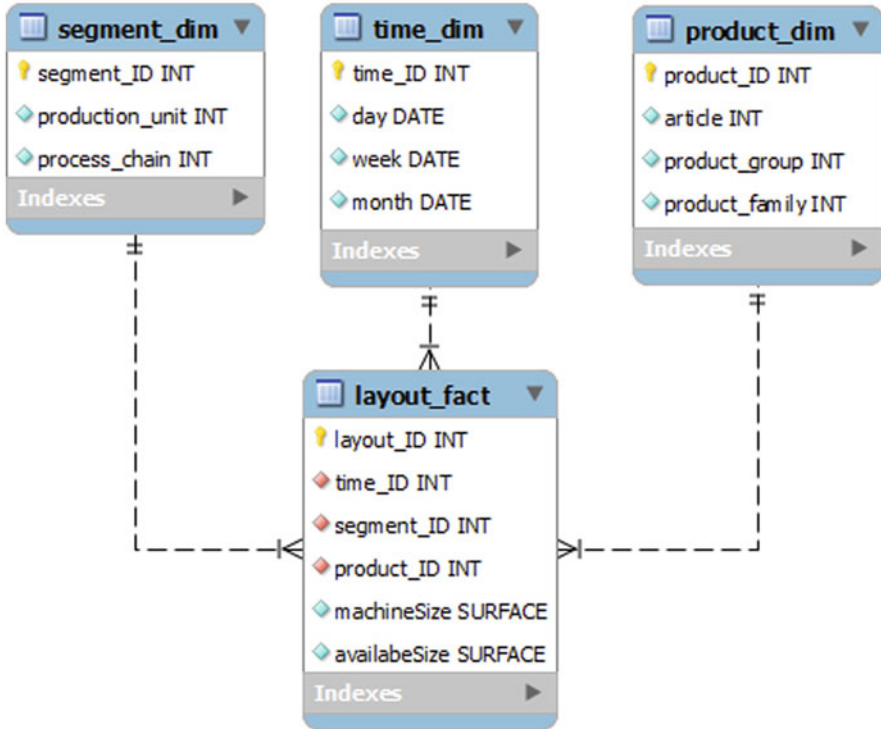 segment_dim
segment_ID INT
production_unit INT
process_chain INT
Indexes
time_dim
time_ID INT
day DATE
week DATE
month DATE
Indexes
product_dim
product_ID INT
article INT
product_group INT
product_family INT
Indexes
layout_fact
layout_ID INT
time_ID INT
segment_ID INT
product_ID INT
machineSize SURFACE
availabeSize SURFACE
Indexes